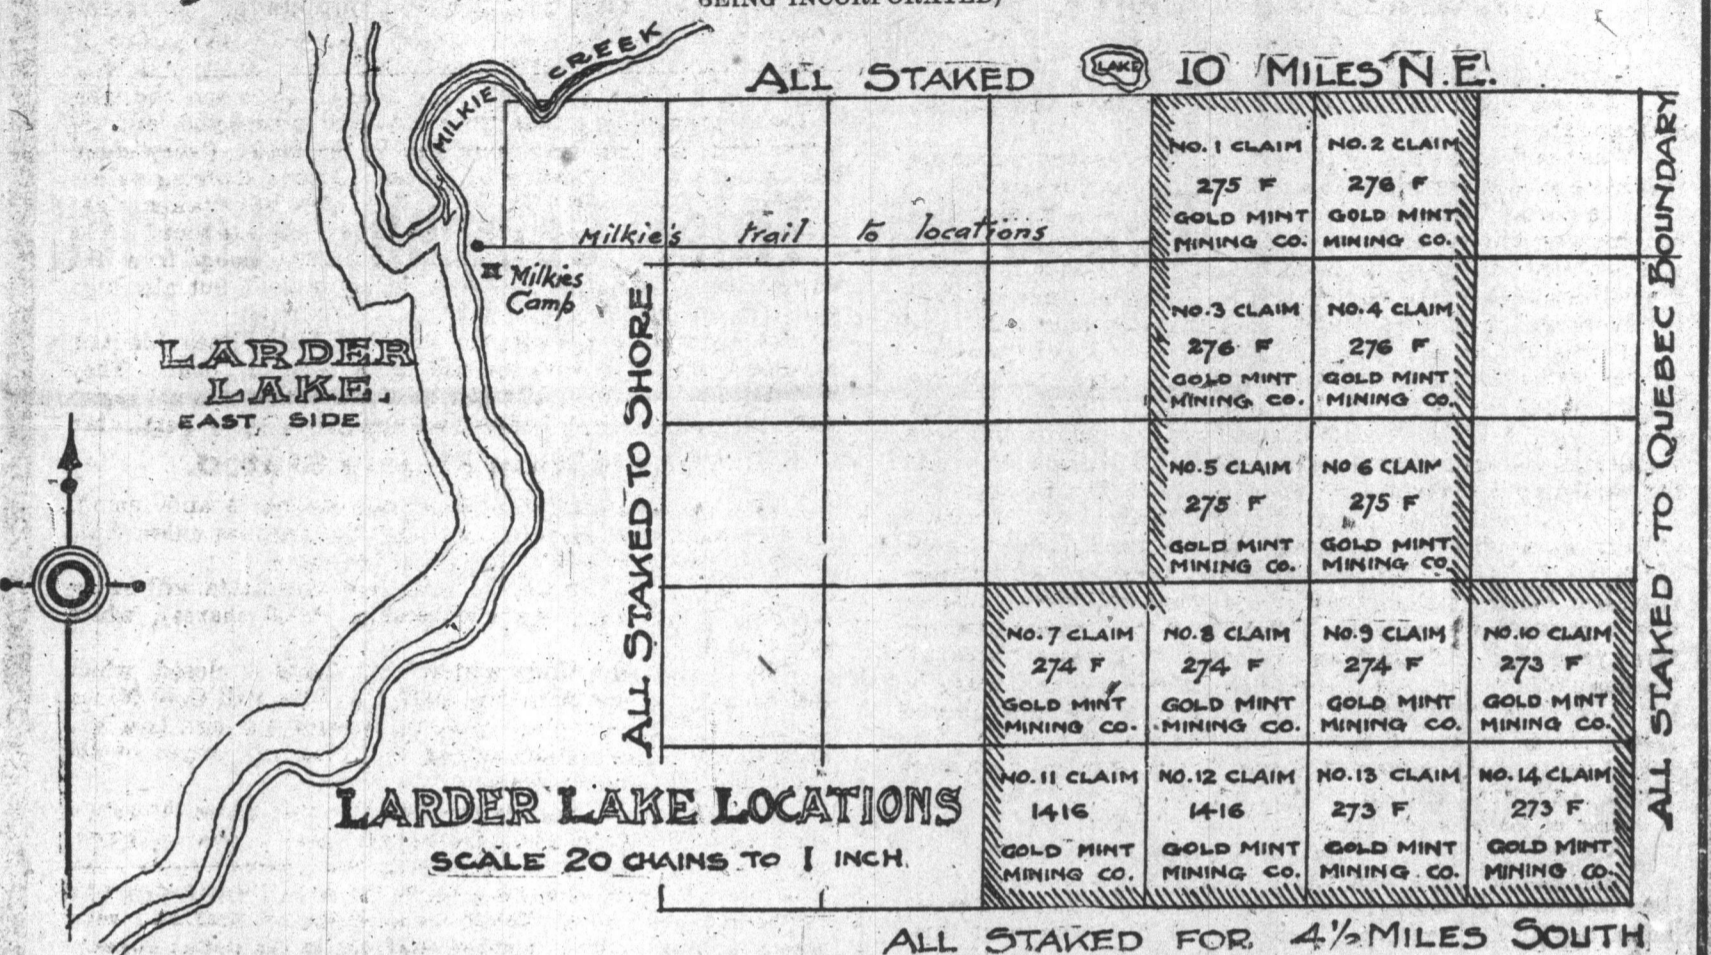 BEING INCORPORATED)
MILKIE CREEK
ALL STAKED LAKE 10 MILES N.E.
NO. 1 CLAIM
275 F
GOLD MINT
MINING CO.
NO. 2 CLAIM
276 F
GOLD MINT
MINING CO.
Milkie's trail to locations
Milkies
Camp
LARDER
LAKE.
EAST SIDE
ALL STAKED TO SHORE
NO. 3 CLAIM
276 F
GOLD MINT
MINING CO.
NO. 4 CLAIM
276 F
GOLD MINT
MINING CO.
NO. 5 CLAIM
275 F
GOLD MINT
MINING CO.
NO 6 CLAIM
275 F
GOLD MINT
MINING CO.
NO. 7 CLAIM
274 F
GOLD MINT
MINING CO.
NO. 8 CLAIM
274 F
GOLD MINT
MINING CO.
NO. 9 CLAIM
274 F
GOLD MINT
MINING CO.
NO. 10 CLAIM
273 F
GOLD MINT
MINING CO.
NO. 11 CLAIM
1416
GOLD MINT
MINING CO.
NO. 12 CLAIM
1416
GOLD MINT
MINING CO.
NO. 13 CLAIM
273 F
GOLD MINT
MINING CO.
NO. 14 CLAIM
273 F
GOLD MINT
MINING CO.
ALL STAKED TO QUEBEC BOUNDARY
LARDER LAKE LOCATIONS
SCALE 20 CHAINS TO 1 INCH.
ALL STAKED FOR 4½ MILES SOUTH